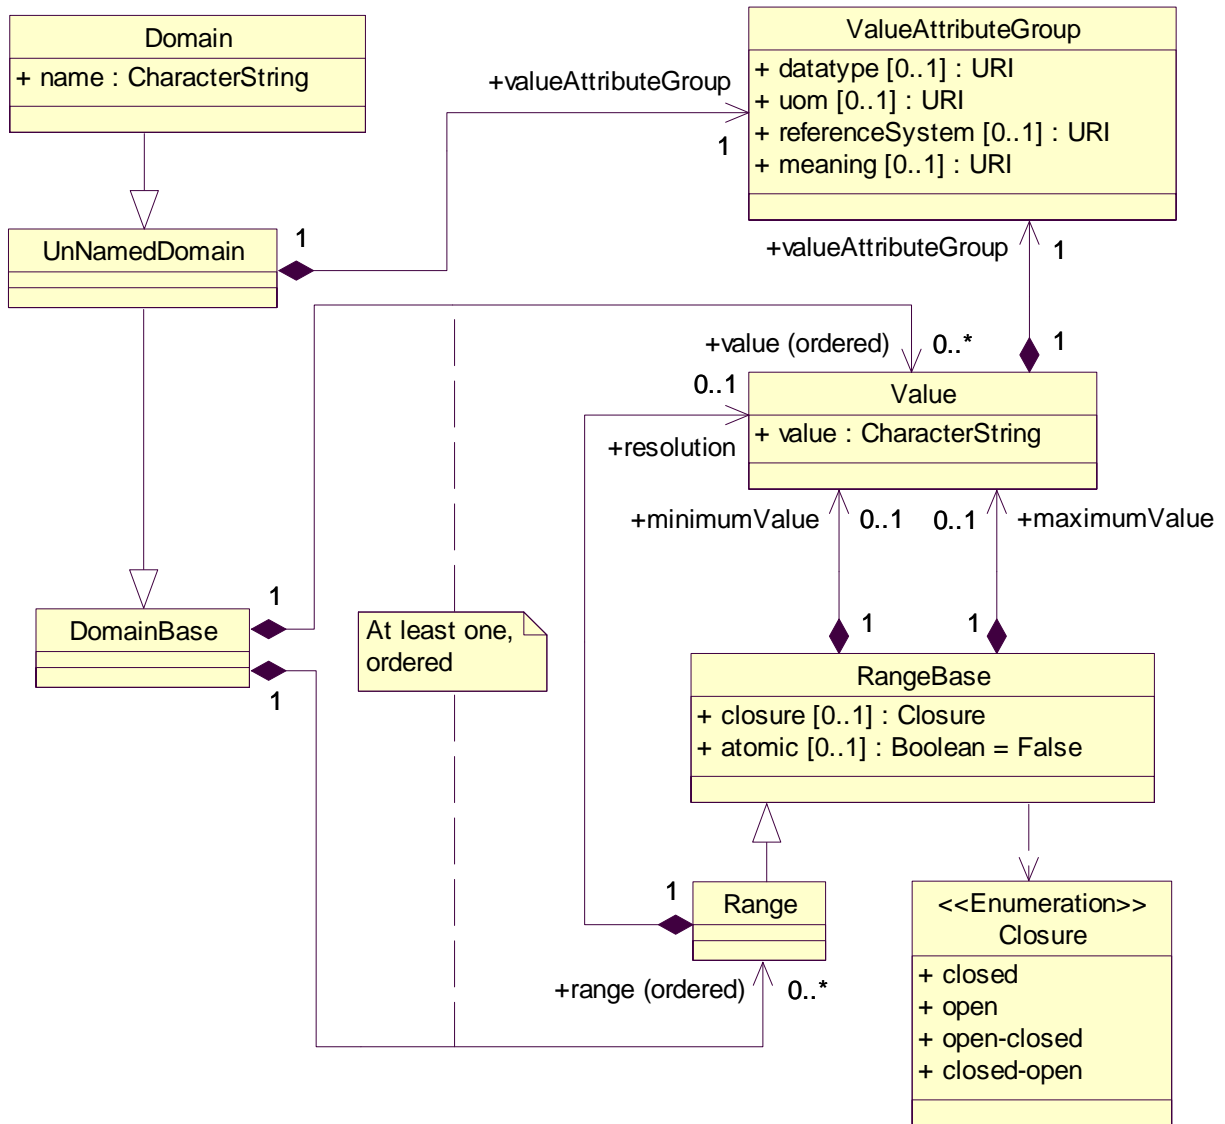 Domain
+ name : CharacterString
ValueAttributeGroup
+ datatype [0..1] : URI
+ uom [0..1] : URI
+ referenceSystem [0..1] : URI
+ meaning [0..1] : URI
+valueAttributeGroup
1
UnNamedDomain
1
+valueAttributeGroup
1
+value (ordered)
0..*
1
0..1
+resolution
Value
+ value : CharacterString
+minimumValue
0..1
0..1
+maximumValue
DomainBase
1
1
At least one,
ordered
1
1
RangeBase
+ closure [0..1] : Closure
+ atomic [0..1] : Boolean = False
1
Range
+range (ordered)
0..*
<<Enumeration>>
Closure
+ closed
+ open
+ open-closed
+ closed-open